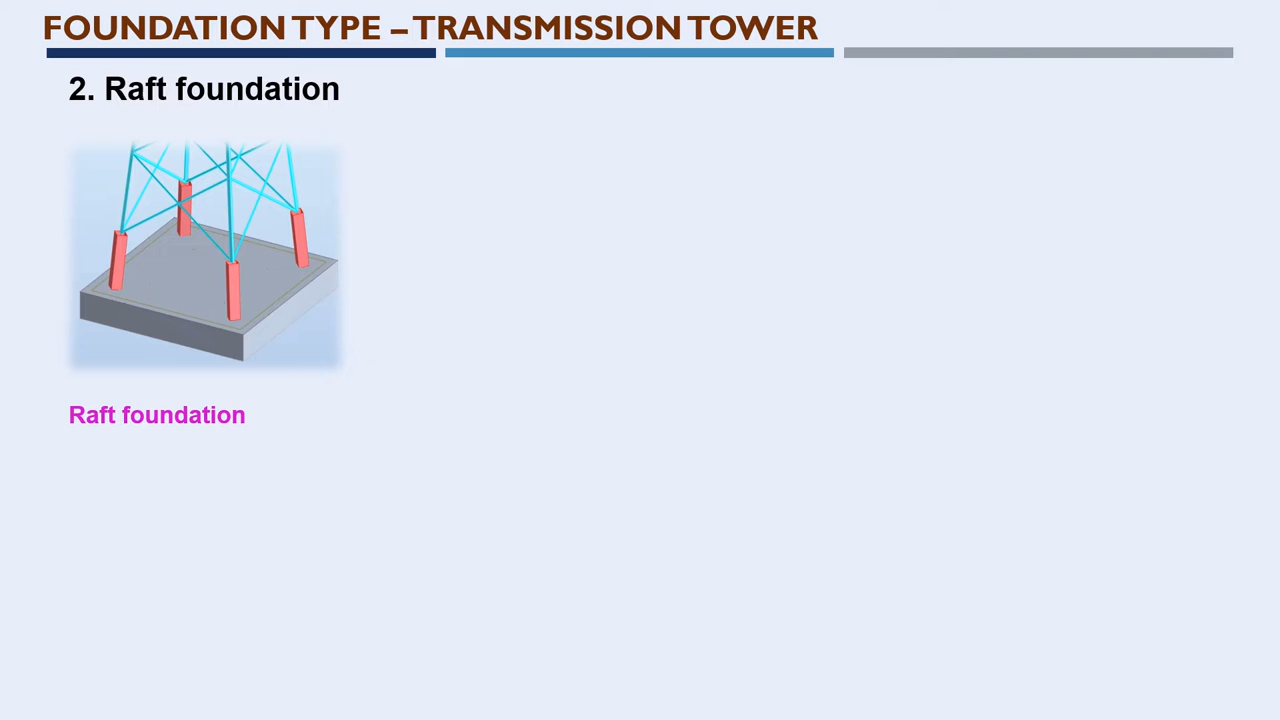 FOUNDATION TYPE – TRANSMISSION TOWER
2. Raft foundation
Raft foundation